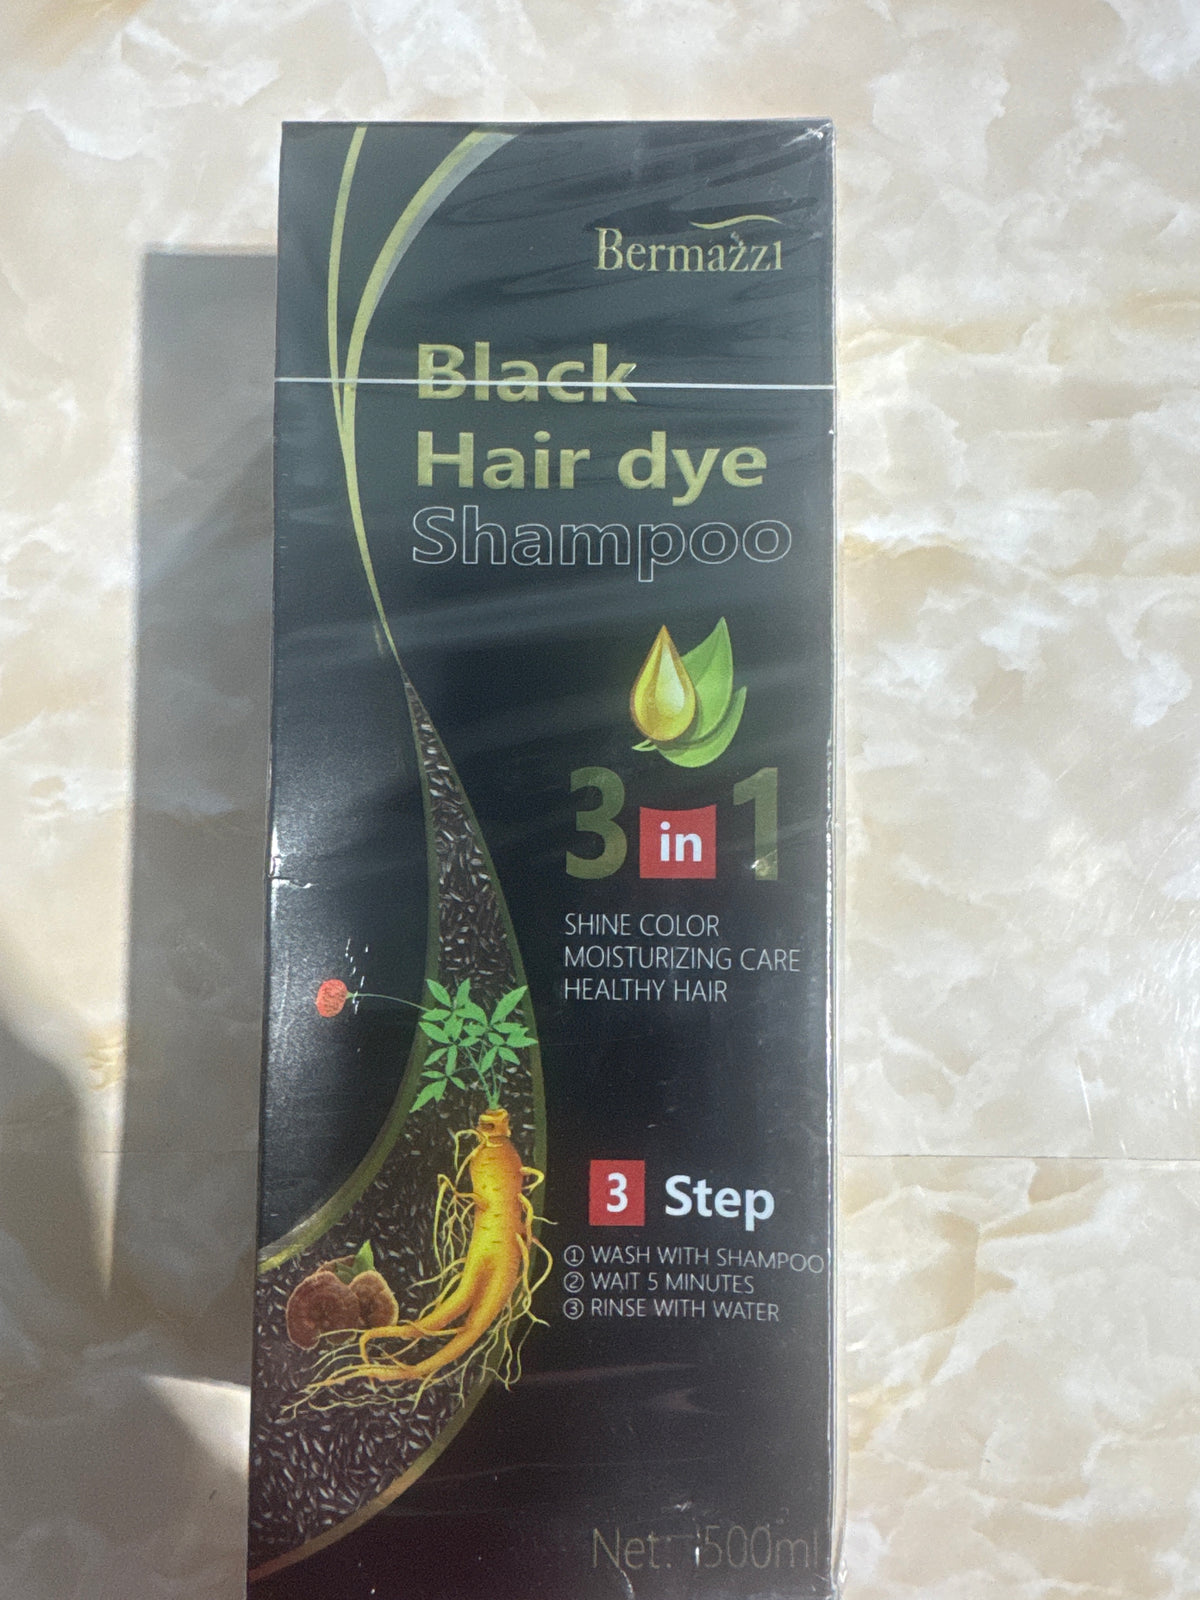 Bermazzi
Black
Hair dye
Shampoo
3 in 1
SHINE COLOR
MOISTURIZING CARE
HEALTHY HAIR
3 Step
① WASH WITH SHAMPOO
② WAIT 5 MINUTES
③ RINSE WITH WATER
Net: 500ml